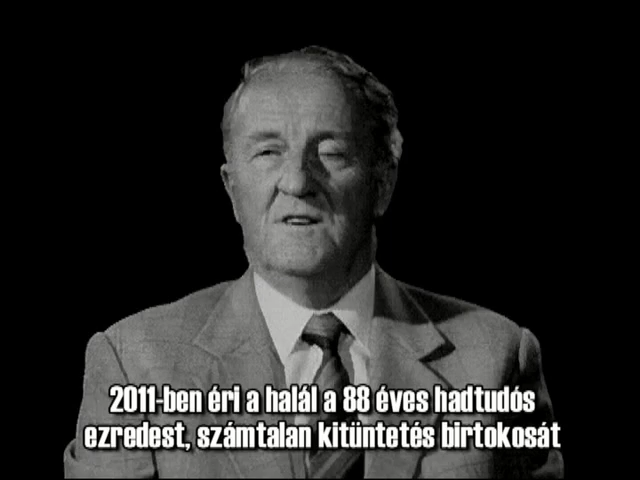 2011-ben éri a halál a 88 éves hadtudós
ezredest, számtalan kitüntetés birtokosát